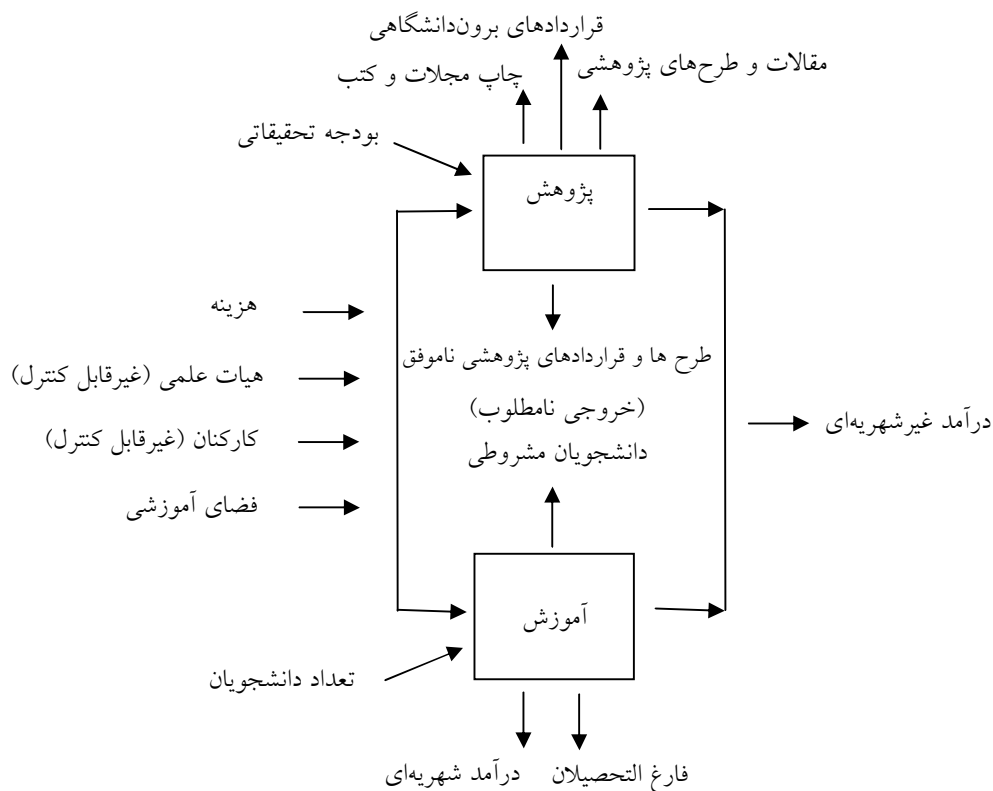 قراردادهای برون‌دانشگاهی
مقالات و طرح‌های پژوهشی
چاپ مجلات و کتب
بودجه تحقیقاتی
پژوهش
هزینه
طرح ها و قراردادهای پژوهشی ناموفق
هیات علمی (غیرقابل کنترل)
(خروجی نامطلوب)
درآمد غیرشهریه‌ای
کارکنان (غیرقابل کنترل)
دانشجویان مشروطی
فضای آموزشی
آموزش
تعداد دانشجویان
فارغ التحصیلان
درآمد شهریه‌ای